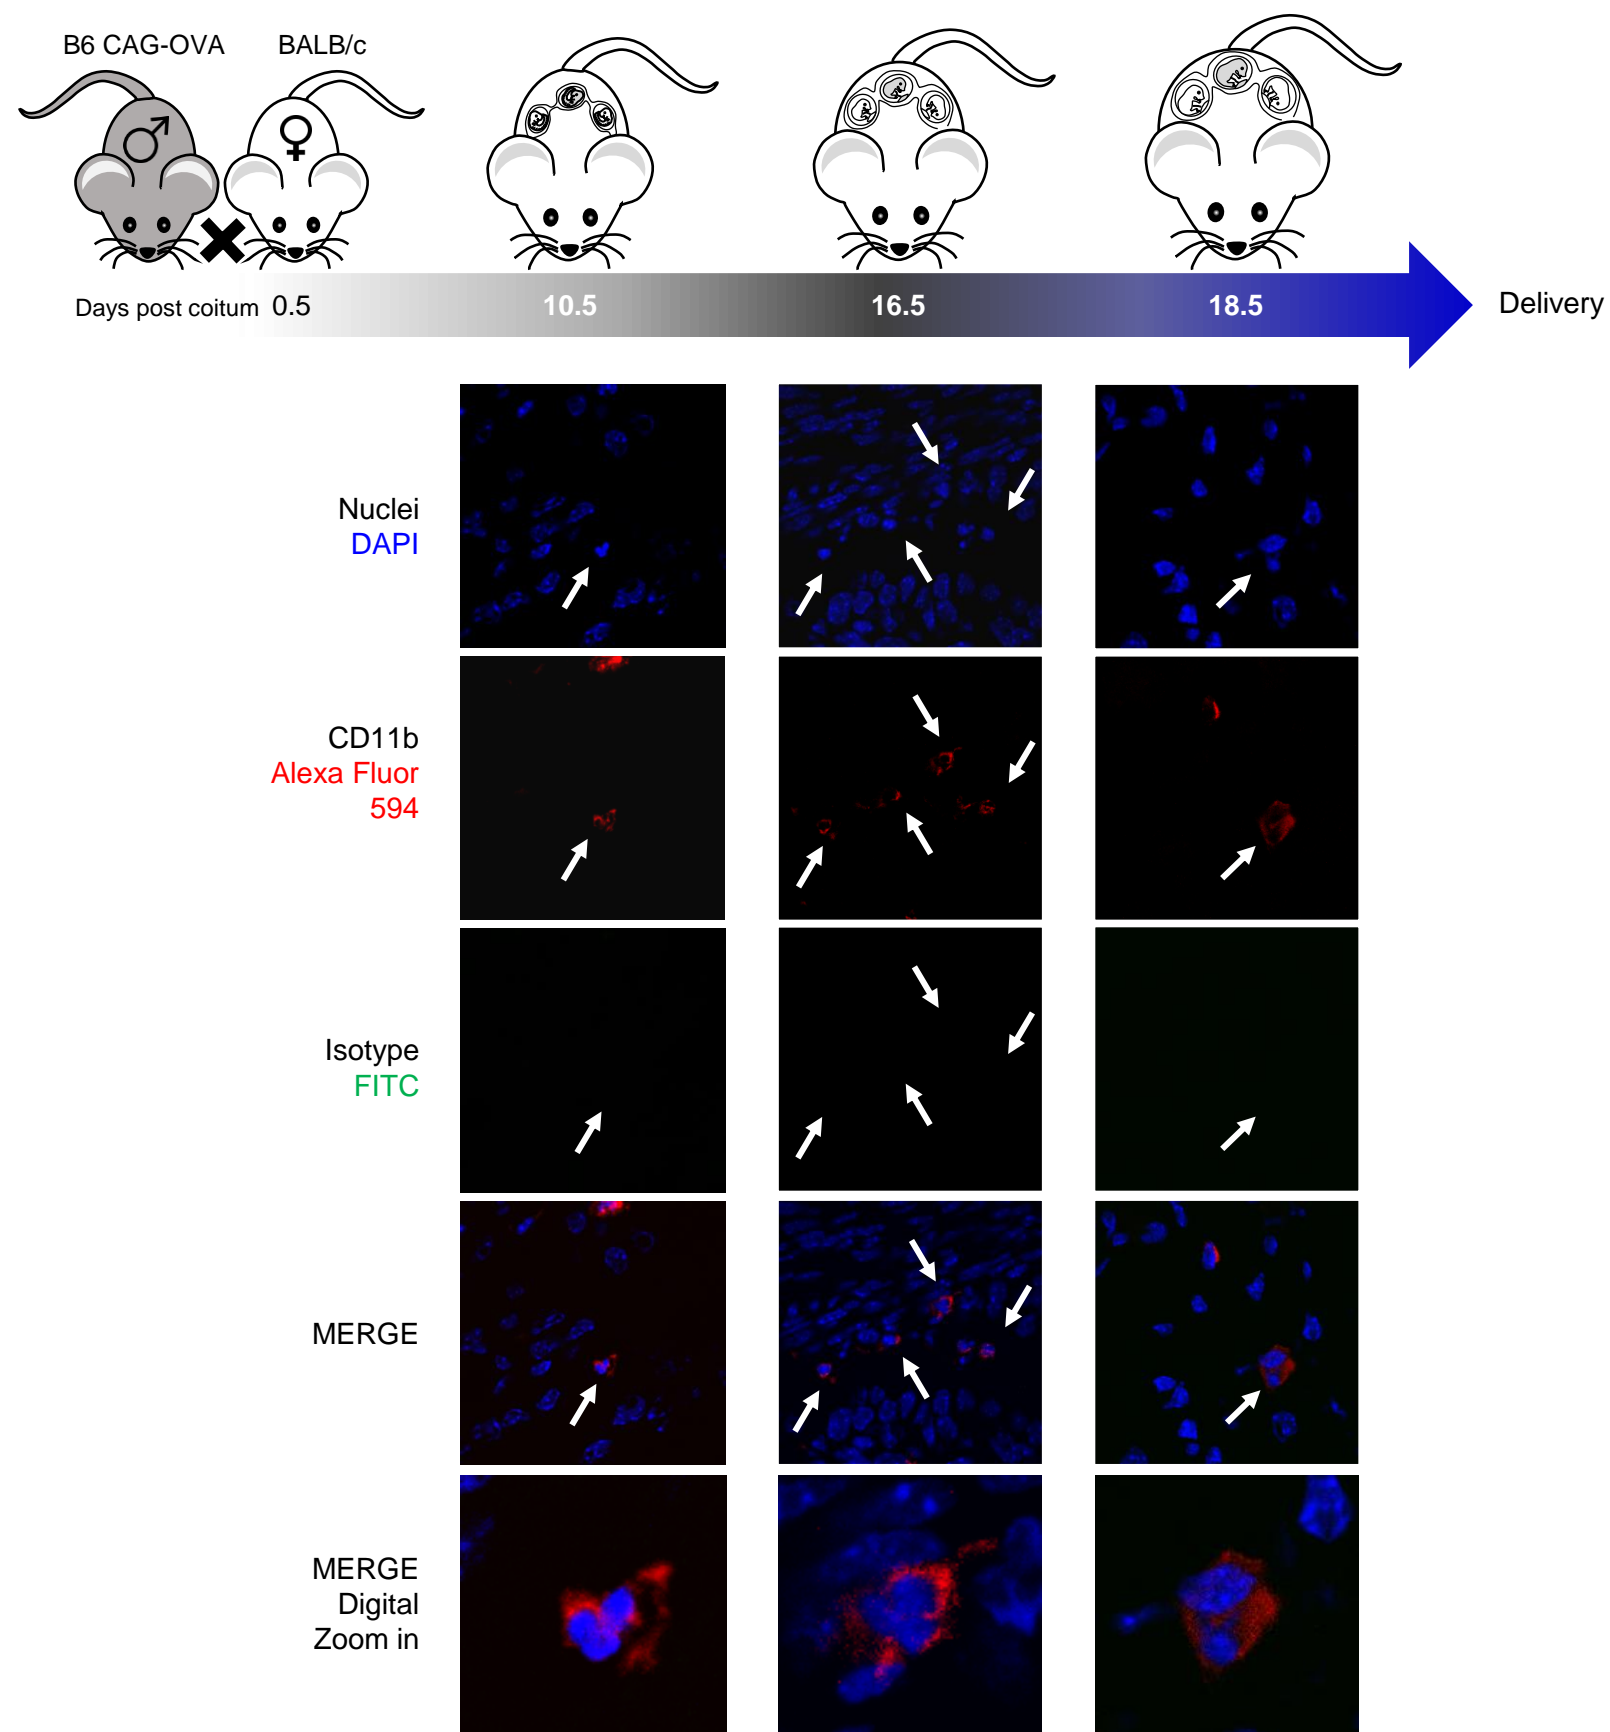 B6 CAG-OVA
BALB/c
Days post coitum
0.5
10.5
16.5
18.5
Delivery
Nuclei
DAPI
CD11b
Alexa Fluor
594
Isotype
FITC
MERGE
MERGE
Digital
Zoom in